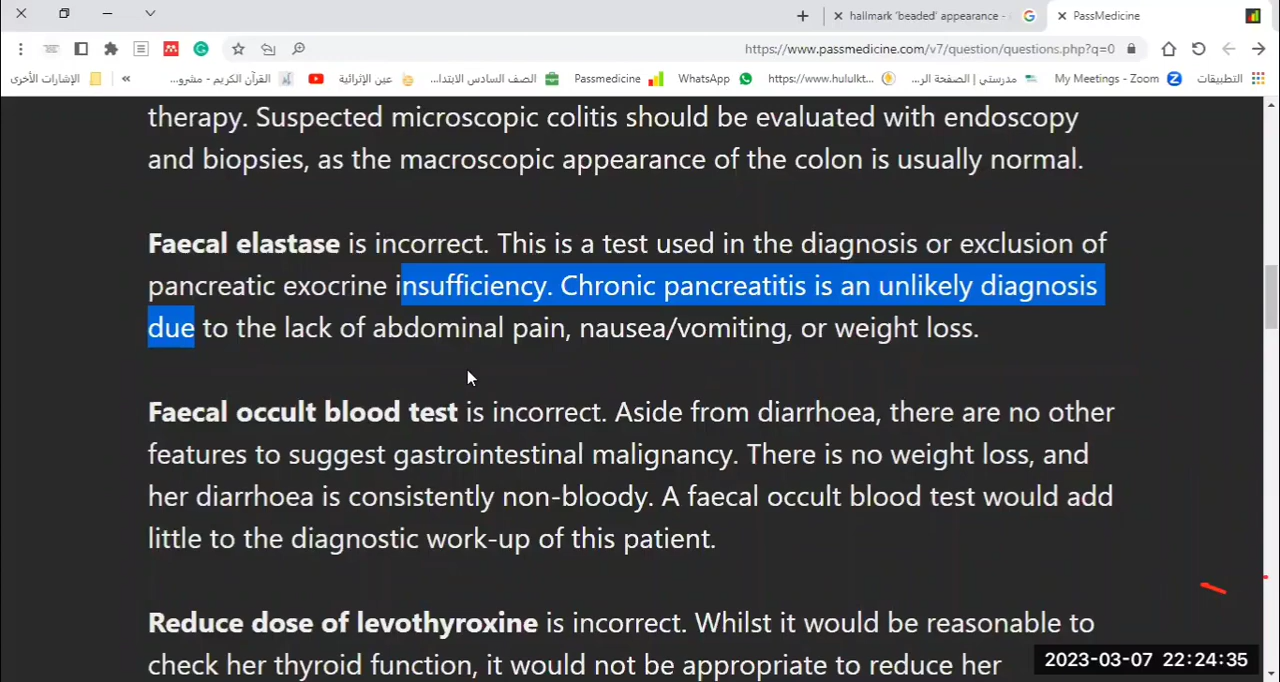 hallmark 'beaded' appearance -
PassMedicine
https://www.passmedicine.com/v7/question/questions.php?q=0
الإشارات الأخرى
«
القرآن الكريم - مشرو...
عين الإثرائية
الصف السادس الابتدا...
Passmedicine
WhatsApp
https://www.hululkt...
مدرستي | الصفحة الر...
My Meetings - Zoom
التطبيقات
therapy. Suspected microscopic colitis should be evaluated with endoscopy
and biopsies, as the macroscopic appearance of the colon is usually normal.
Faecal elastase is incorrect. This is a test used in the diagnosis or exclusion of
pancreatic exocrine insufficiency. Chronic pancreatitis is an unlikely diagnosis
due to the lack of abdominal pain, nausea/vomiting, or weight loss.
Faecal occult blood test is incorrect. Aside from diarrhoea, there are no other
features to suggest gastrointestinal malignancy. There is no weight loss, and
her diarrhoea is consistently non-bloody. A faecal occult blood test would add
little to the diagnostic work-up of this patient.
Reduce dose of levothyroxine is incorrect. Whilst it would be reasonable to
check her thyroid function, it would not be appropriate to reduce her
2023-03-07 22:24:35